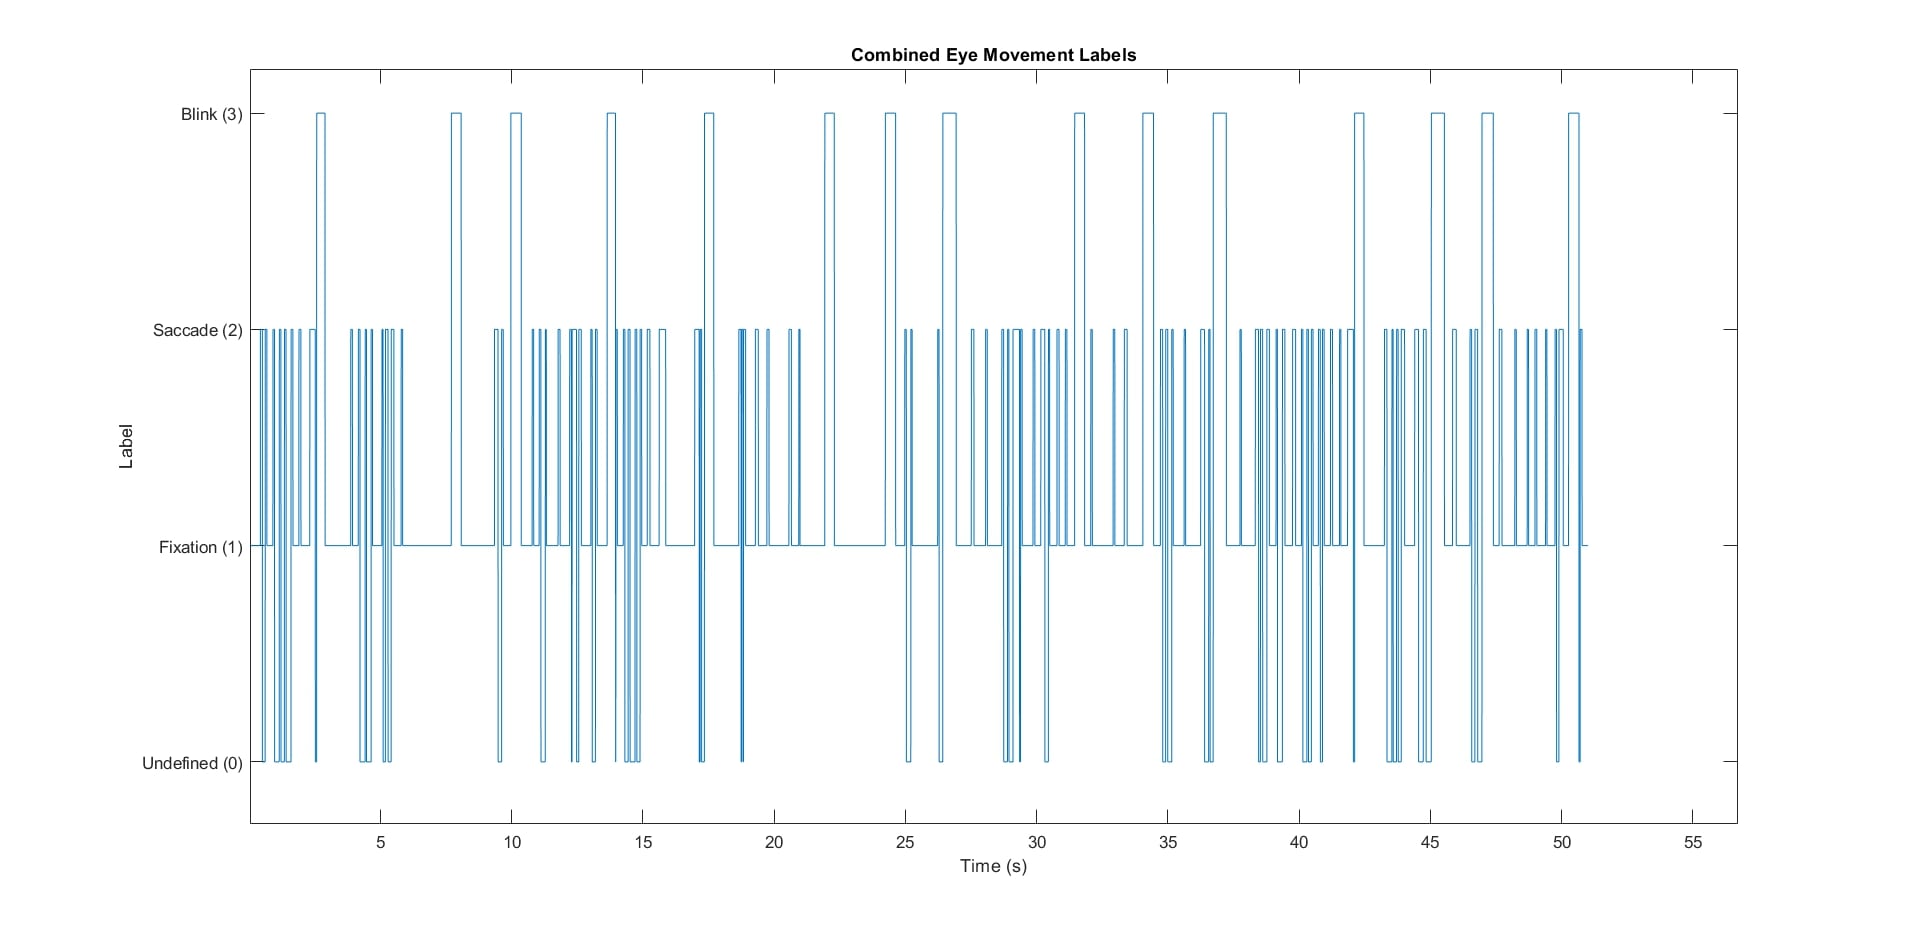 Combined Eye Movement Labels
Blink (3)
Saccade (2)
Fixation (1)
Undefined (0)
Label
5 10 15 20 25 30 35 40 45 50 55
Time (s)